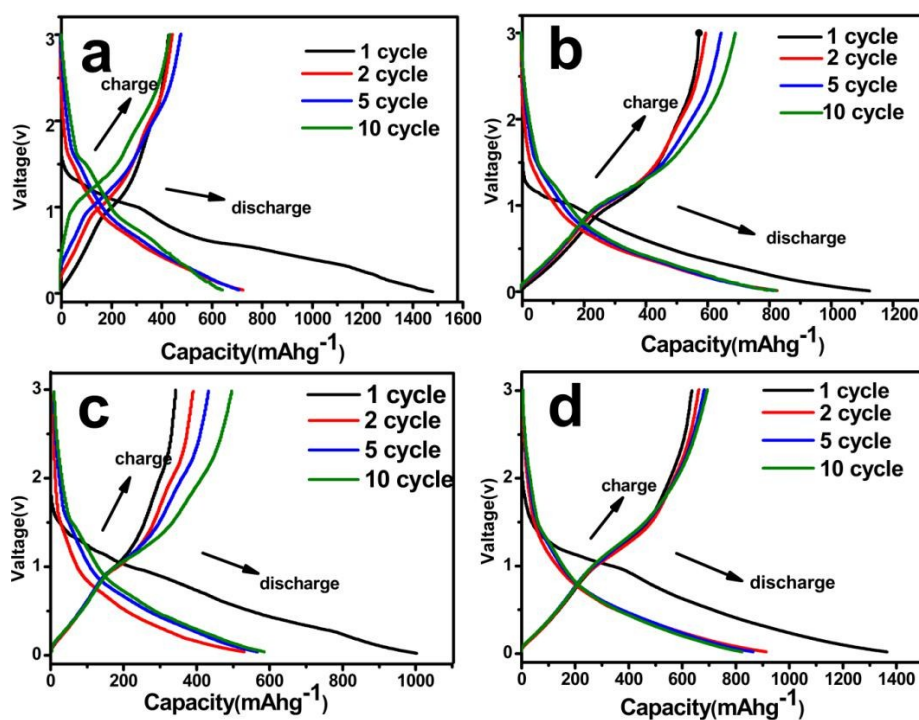 a
charge
discharge
1 cycle
2 cycle
5 cycle
10 cycle
Valtage(v)
3
2
1
0
0 200 400 600 800 1000 1200 1400 1600
Capacity(mAhg-1)
b
charge
discharge
1 cycle
2 cycle
5 cycle
10 cycle
Valtage(v)
3
2
1
0
0 200 400 600 800 1000 1200
Capacity(mAhg-1)
c
charge
discharge
1 cycle
2 cycle
5 cycle
10 cycle
Valtage(v)
3
2
1
0
0 200 400 600 800 1000
Capacity(mAhg-1)
d
charge
discharge
1 cycle
2 cycle
5 cycle
10 cycle
Valtage(v)
3
2
1
0
0 200 400 600 800 1000 1200 1400
Capacity(mAhg-1)